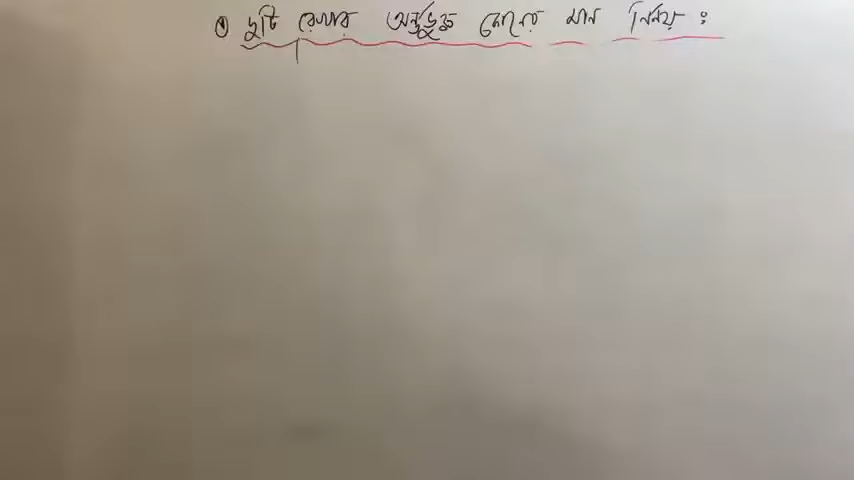 ① দুটি রেখার অন্তর্ভুক্ত কোণের মান নির্ণয় :